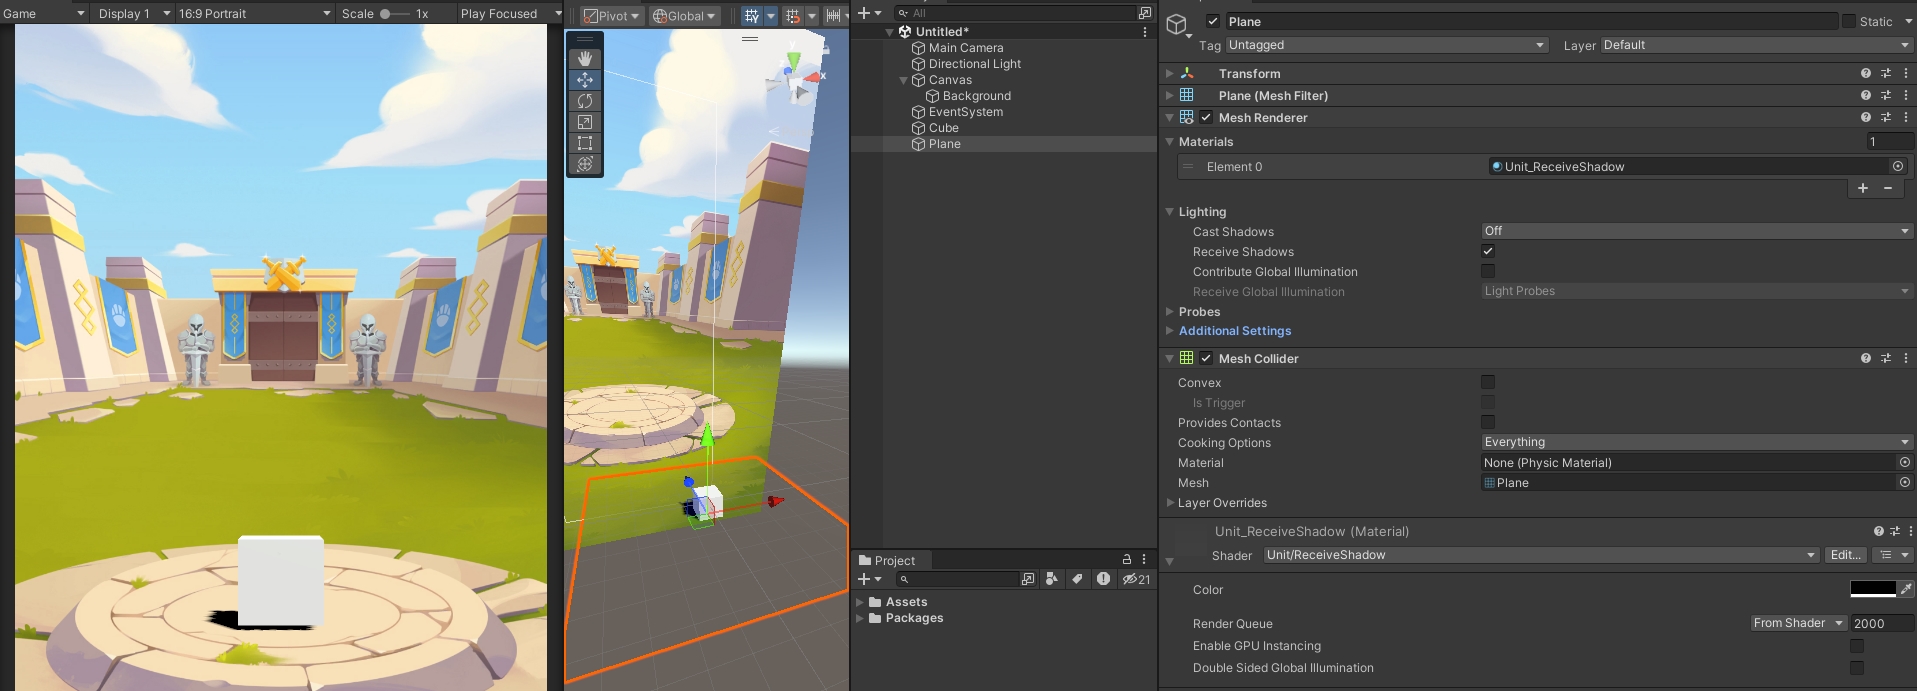 Game Display 1 16:9 Portrait Scale 1x Play Focused
Pivot Global
y
x
All
Untitled*
Main Camera
Directional Light
Canvas
Background
EventSystem
Cube
Plane
Project
21
Assets
Packages
Plane Static
Tag Untagged Layer Default
Transform
Plane (Mesh Filter)
Mesh Renderer
Materials 1
Element 0 Unit_ReceiveShadow
Lighting
Cast Shadows Off
Receive Shadows
Contribute Global Illumination
Receive Global Illumination Light Probes
Probes
Additional Settings
Mesh Collider
Convex
Is Trigger
Provides Contacts
Cooking Options Everything
Material None (Physic Material)
Mesh Plane
Layer Overrides
Unit_ReceiveShadow (Material)
Shader Unit/ReceiveShadow Edit...
Color
Render Queue From Shader 2000
Enable GPU Instancing
Double Sided Global Illumination